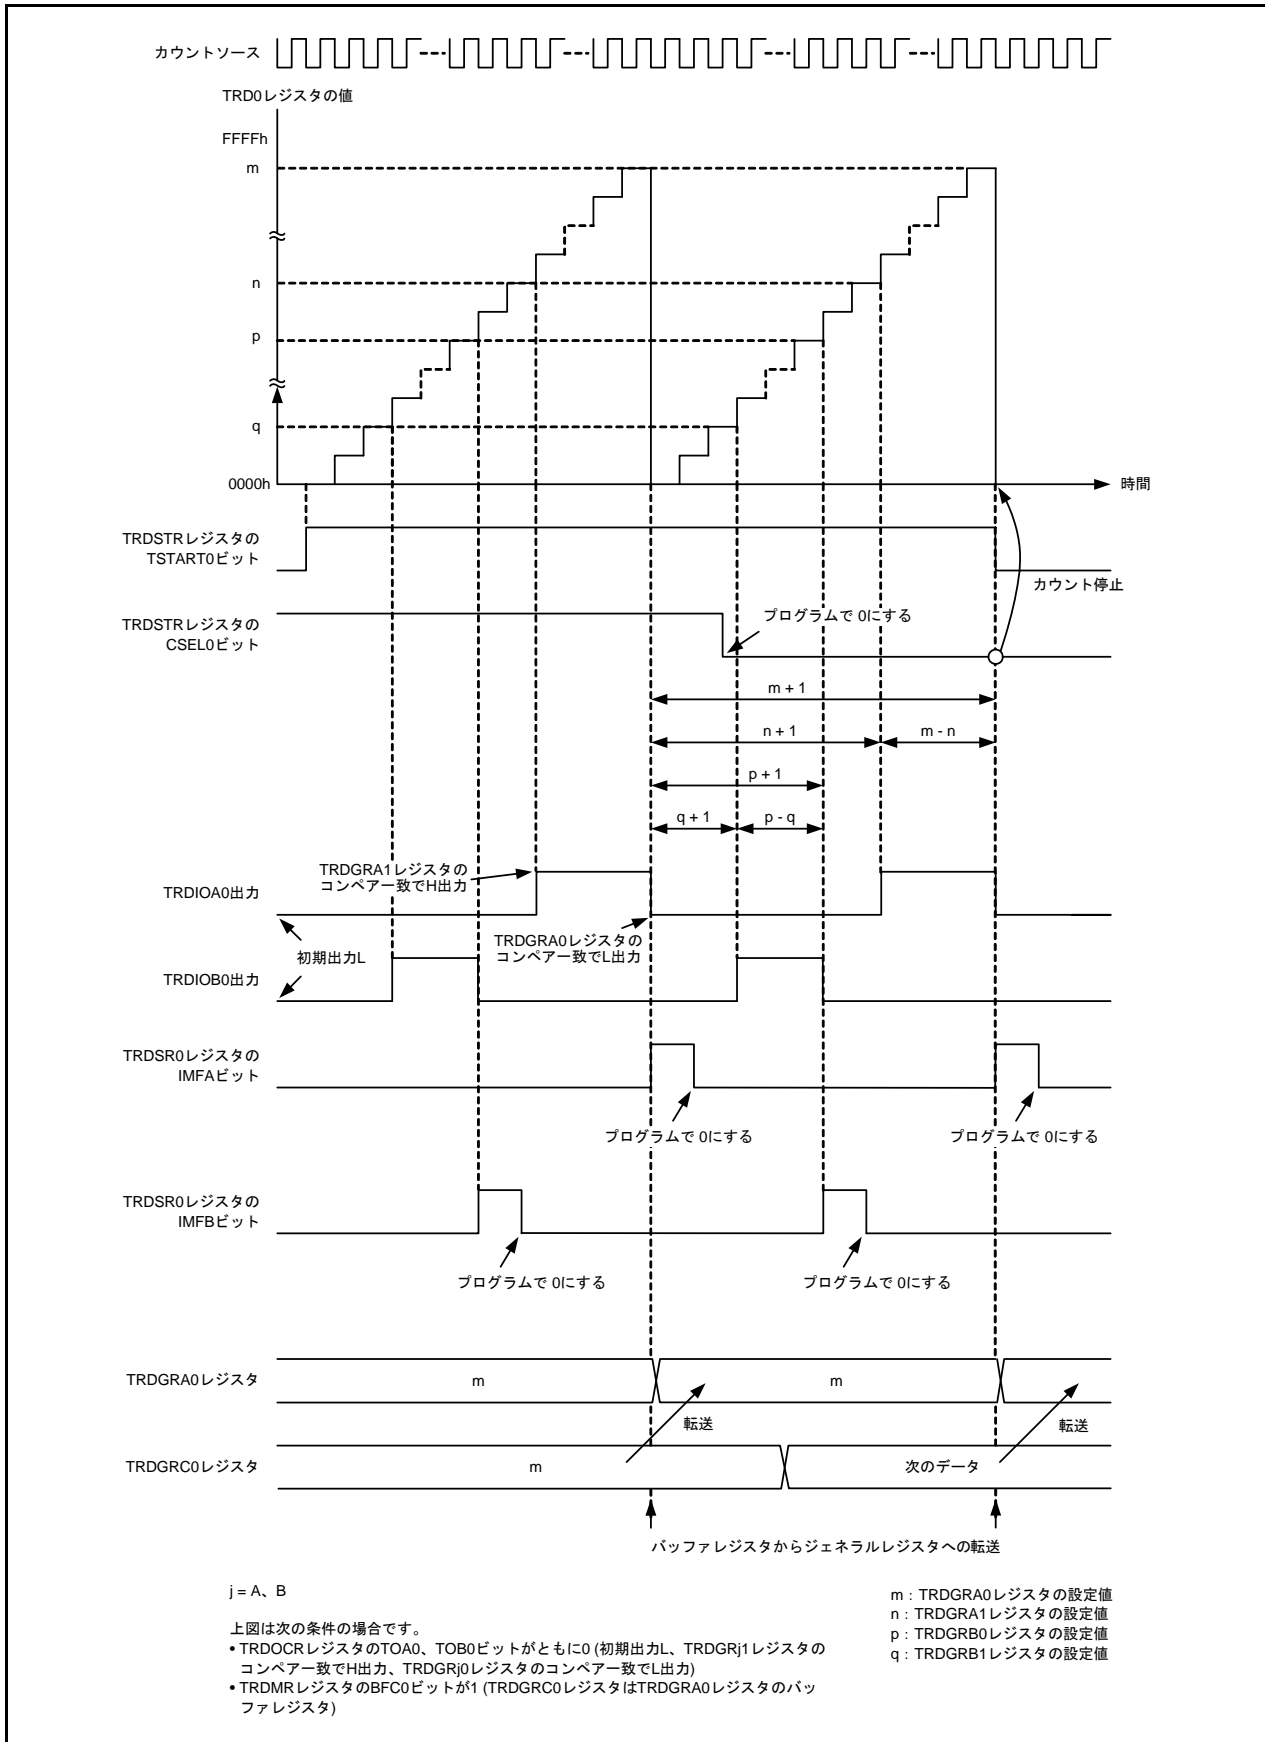 カウントソース
TRD0レジスタの値
FFFFh
m
n
p
q
0000h
時間
TRDSTRレジスタの
TSTART0ビット
カウント停止
TRDSTRレジスタの
CSEL0ビット
プログラムで 0にする
m + 1
n + 1
m - n
p + 1
q + 1
p - q
TRDGRA1レジスタの
コンペア一致でH出力
TRDIOA0出力
TRDGRA0レジスタの
コンペア一致でL出力
初期出力L
TRDIOB0出力
TRDSR0レジスタの
IMFAビット
プログラムで 0にする
プログラムで 0にする
TRDSR0レジスタの
IMFBビット
プログラムで 0にする
プログラムで 0にする
TRDGRA0レジスタ
m
m
転送
転送
TRDGRC0レジスタ
m
次のデータ
バッファレジスタからジェネラルレジスタへの転送
j = A、B
上図は次の条件の場合です。
• TRDOCRレジスタのTOA0、TOB0ビットがともに0 (初期出力L、TRDGRj1レジスタの
コンペア一致でH出力、TRDGRj0レジスタのコンペア一致でL出力)
• TRDMRレジスタのBFC0ビットが1 (TRDGRC0レジスタはTRDGRA0レジスタのバッ
ファレジスタ)
m：TRDGRA0レジスタの設定値
n：TRDGRA1レジスタの設定値
p：TRDGRB0レジスタの設定値
q：TRDGRB1レジスタの設定値